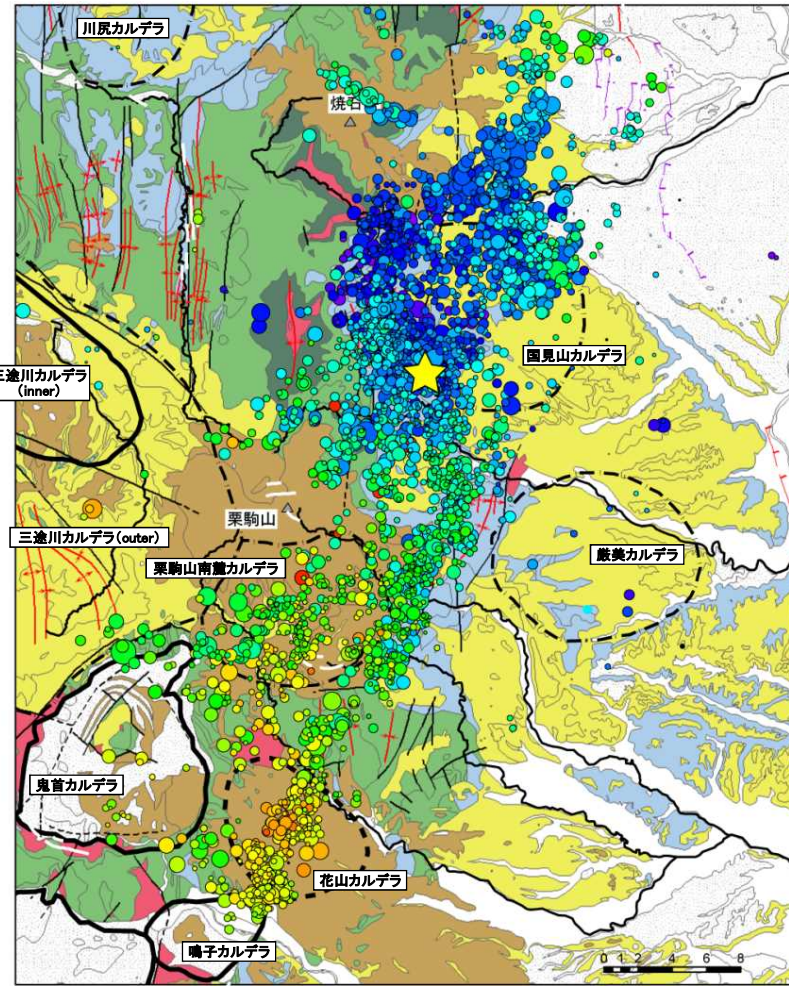 川尻カルデラ
焼石
国見山カルデラ
三途川カルデラ
(inner)
栗駒山
三途川カルデラ(outer)
栗駒山南麓カルデラ
厳美カルデラ
鬼首カルデラ
花山カルデラ
鳴子カルデラ
0 1 2 4 6 8